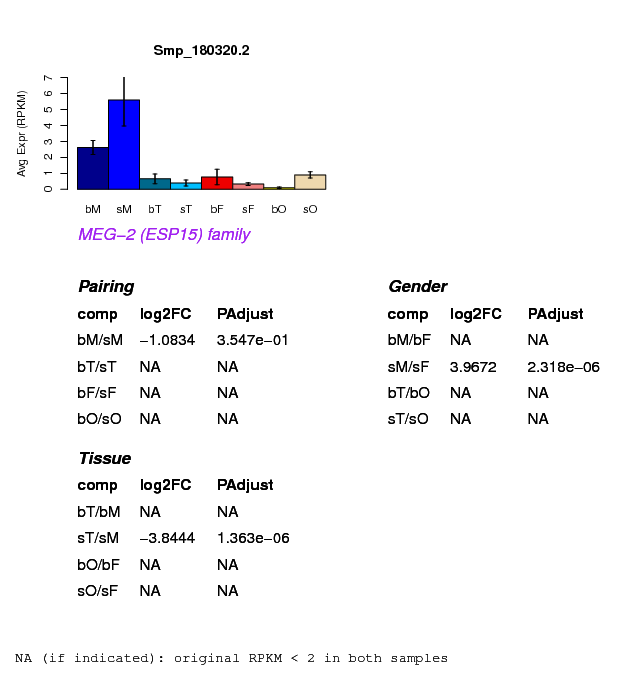 Smp_180320.2
Avg Expr (RPKM)
7
6
5
4
3
2
1
0
bM sM bT sT bF sF bO sO
MEG−2 (ESP15) family
Pairing
comp log2FC PAdjust
bM/sM −1.0834 3.547e−01
bT/sT NA NA
bF/sF NA NA
bO/sO NA NA
Gender
comp log2FC PAdjust
bM/bF NA NA
sM/sF 3.9672 2.318e−06
bT/bO NA NA
sT/sO NA NA
Tissue
comp log2FC PAdjust
bT/bM NA NA
sT/sM −3.8444 1.363e−06
bO/bF NA NA
sO/sF NA NA
NA (if indicated): original RPKM < 2 in both samples